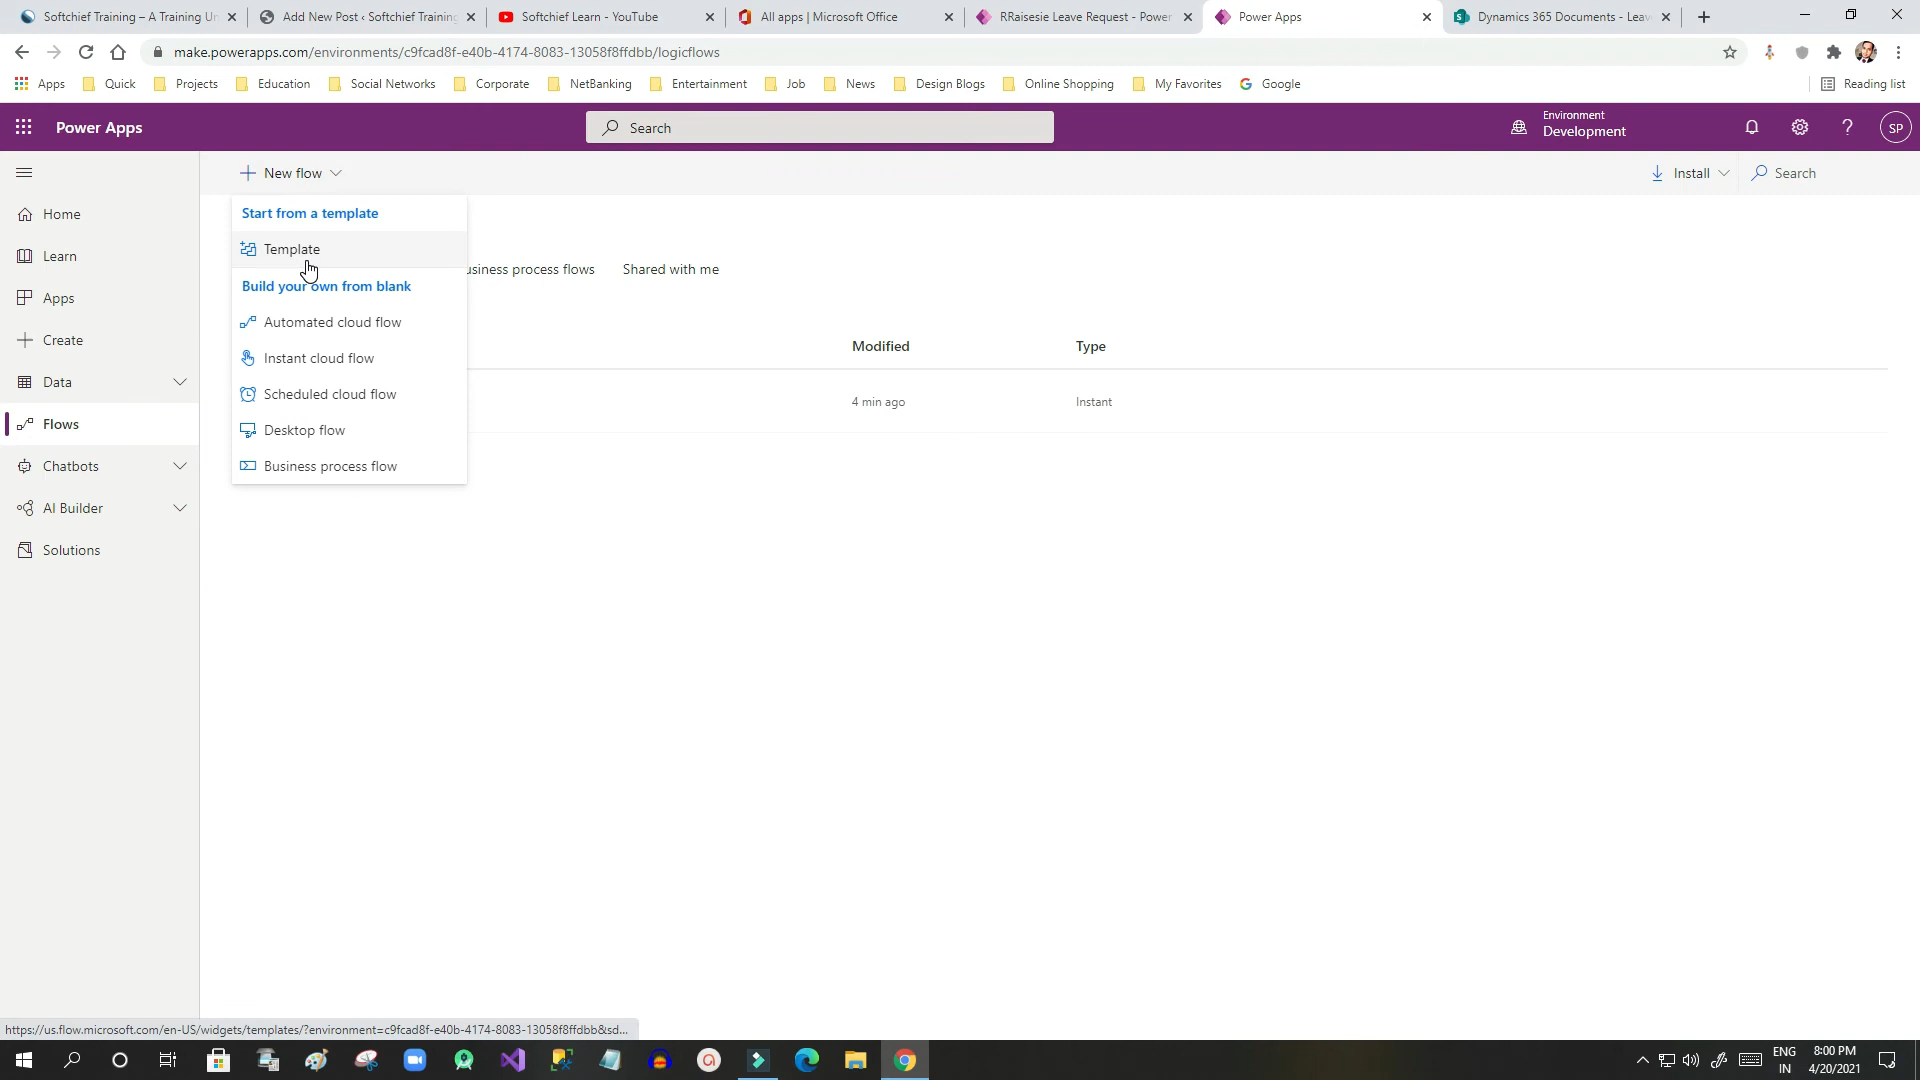 Softchief Training – A Training Un
Add New Post ‹ Softchief Training
Softchief Learn - YouTube
All apps | Microsoft Office
RRaisesie Leave Request - Power
Power Apps
Dynamics 365 Documents - Leav
make.powerapps.com/environments/c9fcad8f-e40b-4174-8083-13058f8ffdbb/logicflows
Apps
Quick
Projects
Education
Social Networks
Corporate
NetBanking
Entertainment
Job
News
Design Blogs
Online Shopping
My Favorites
Google
Reading list
Power Apps
Search
Environment
Development
SP
New flow
Install
Search
Home
Learn
Apps
Create
Data
Flows
Chatbots
AI Builder
Solutions
Start from a template
Template
Build your own from blank
Automated cloud flow
Instant cloud flow
Scheduled cloud flow
Desktop flow
Business process flow
usiness process flows
Shared with me
Modified
Type
4 min ago
Instant
https://us.flow.microsoft.com/en-US/widgets/templates/?environment=c9fcad8f-e40b-4174-8083-13058f8ffdbb&sd...
ENG
IN
8:00 PM
4/20/2021